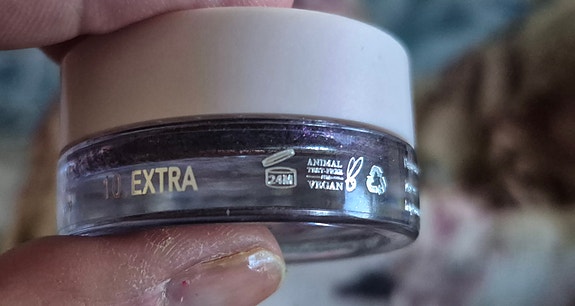 10 EXTRA
24M
ANIMAL
TEST-FREE
VEGAN